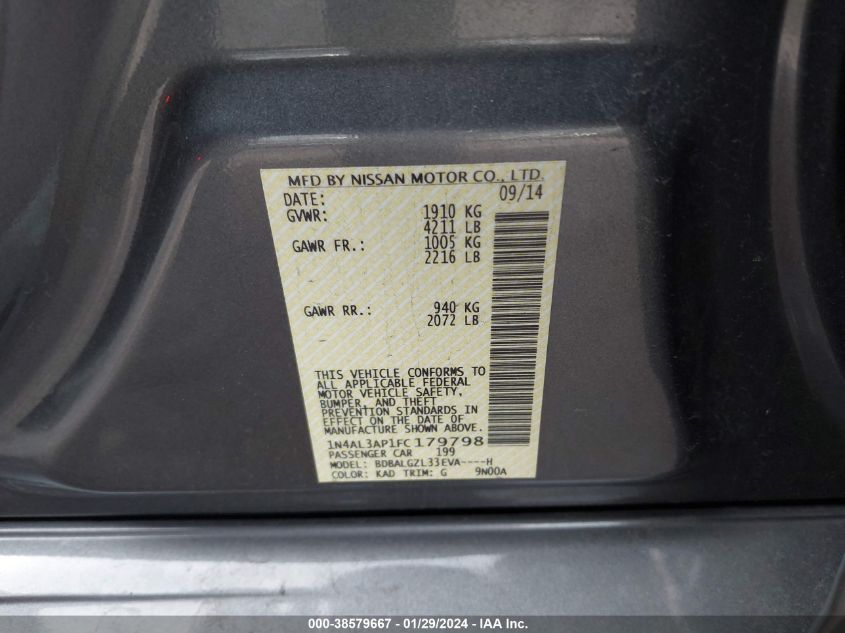 MFD BY NISSAN MOTOR CO., LTD.
DATE: 09/14
GVWR: 1910 KG
4211 LB
GAWR FR.: 1005 KG
2216 LB
GAWR RR.: 940 KG
2072 LB
THIS VEHICLE CONFORMS TO
ALL APPLICABLE FEDERAL
MOTOR VEHICLE SAFETY,
BUMPER, AND THEFT
PREVENTION STANDARDS IN
EFFECT ON THE DATE OF
MANUFACTURE SHOWN ABOVE.
1N4AL3AP1FC179798
PASSENGER CAR 199
MODEL: BDBALGZL33EVA----H
COLOR: KAD TRIM: G 9N00A
000-38579667 - 01/29/2024 - IAA Inc.